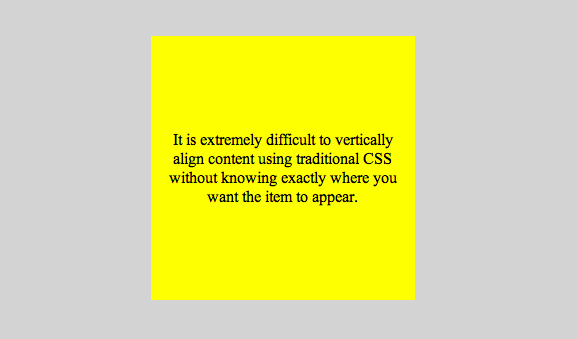 It is extremely difficult to vertically
align content using traditional CSS
without knowing exactly where you
want the item to appear.